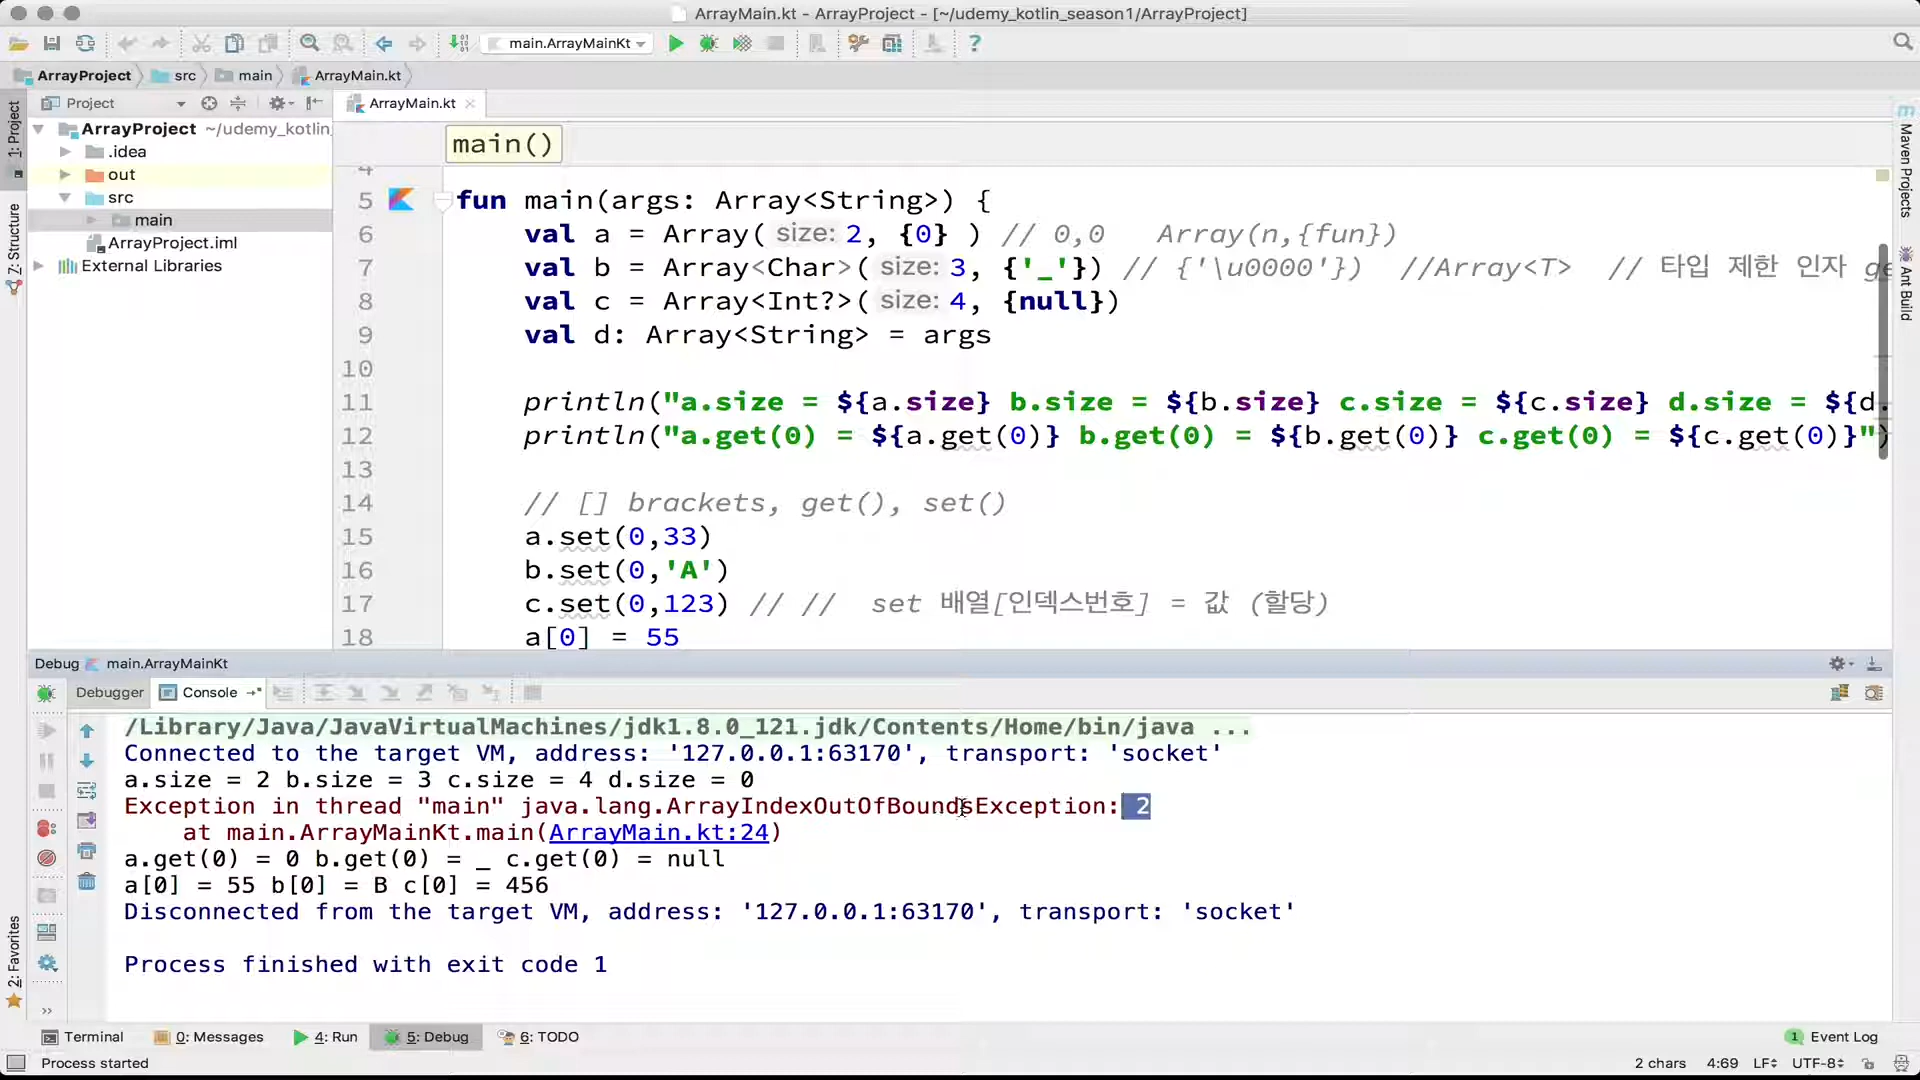 ArrayMain.kt - ArrayProject - [~/udemy_kotlin_season1/ArrayProject]
main.ArrayMainKt
ArrayProject src main ArrayMain.kt
1: Project
Z: Structure
2: Favorites
Project
ArrayProject ~/udemy_kotlin_
.idea
out
src
main
ArrayProject.iml
External Libraries
ArrayMain.kt
main()
4
5 fun main(args: Array<String>) {
6 val a = Array( size: 2, {0} ) // 0,0 Array(n,{fun})
7 val b = Array<Char>( size: 3, {'_'}) // {'\u0000'}) //Array<T> // 타입 제한 인자 ge
8 val c = Array<Int?>( size: 4, {null})
9 val d: Array<String> = args
10
11 println("a.size = ${a.size} b.size = ${b.size} c.size = ${c.size} d.size = ${d.
12 println("a.get(0) = ${a.get(0)} b.get(0) = ${b.get(0)} c.get(0) = ${c.get(0)}")
13
14 // [] brackets, get(), set()
15 a.set(0,33)
16 b.set(0,'A')
17 c.set(0,123) // // set 배열[인덱스번호] = 값 (할당)
18 a[0] = 55
Maven Projects
Ant Build
Debug main.ArrayMainKt
Debugger Console
/Library/Java/JavaVirtualMachines/jdk1.8.0_121.jdk/Contents/Home/bin/java ...
Connected to the target VM, address: '127.0.0.1:63170', transport: 'socket'
a.size = 2 b.size = 3 c.size = 4 d.size = 0
Exception in thread "main" java.lang.ArrayIndexOutOfBoundsException: 2
at main.ArrayMainKt.main(ArrayMain.kt:24)
a.get(0) = 0 b.get(0) = _ c.get(0) = null
a[0] = 55 b[0] = B c[0] = 456
Disconnected from the target VM, address: '127.0.0.1:63170', transport: 'socket'
Process finished with exit code 1
Terminal 0: Messages 4: Run 5: Debug 6: TODO 1 Event Log
Process started 2 chars 4:69 LF UTF-8